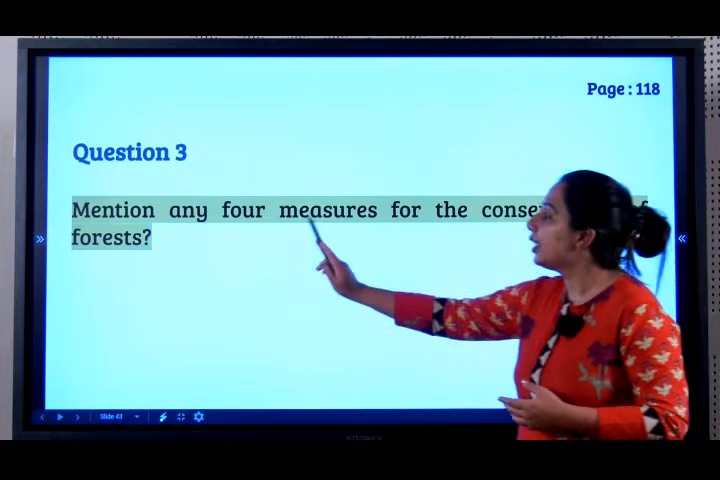 Page : 118
Question 3
Mention any four measures for the
forests?
Slide 43